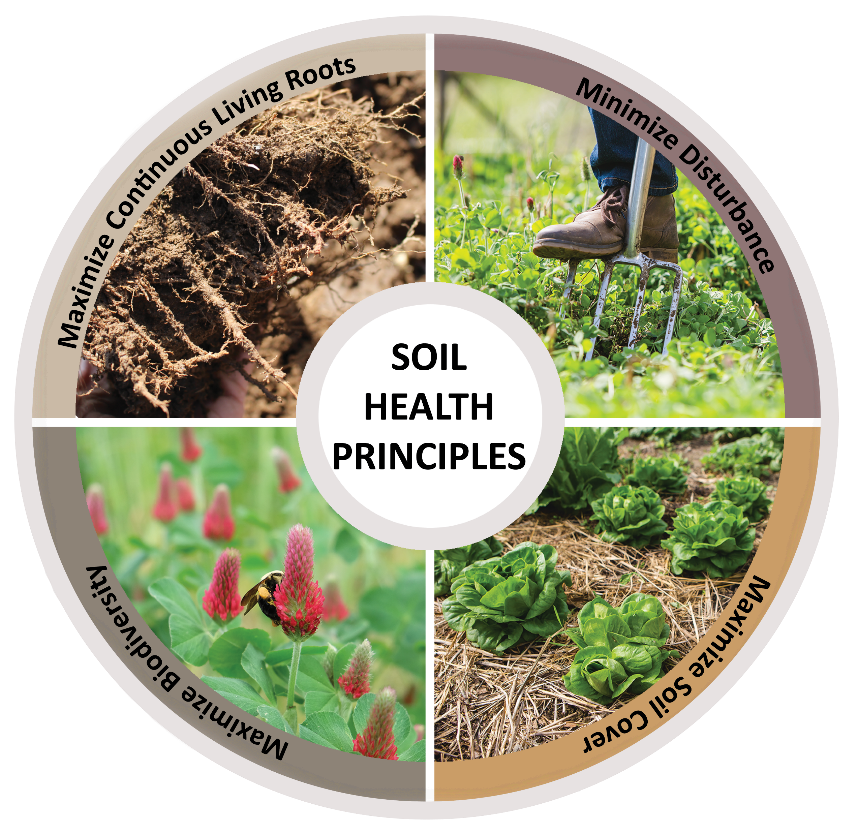 Maximize Continuous Living Roots
Minimize Disturbance
SOIL
HEALTH
PRINCIPLES
Maximize Biodiversity
Maximize Soil Cover